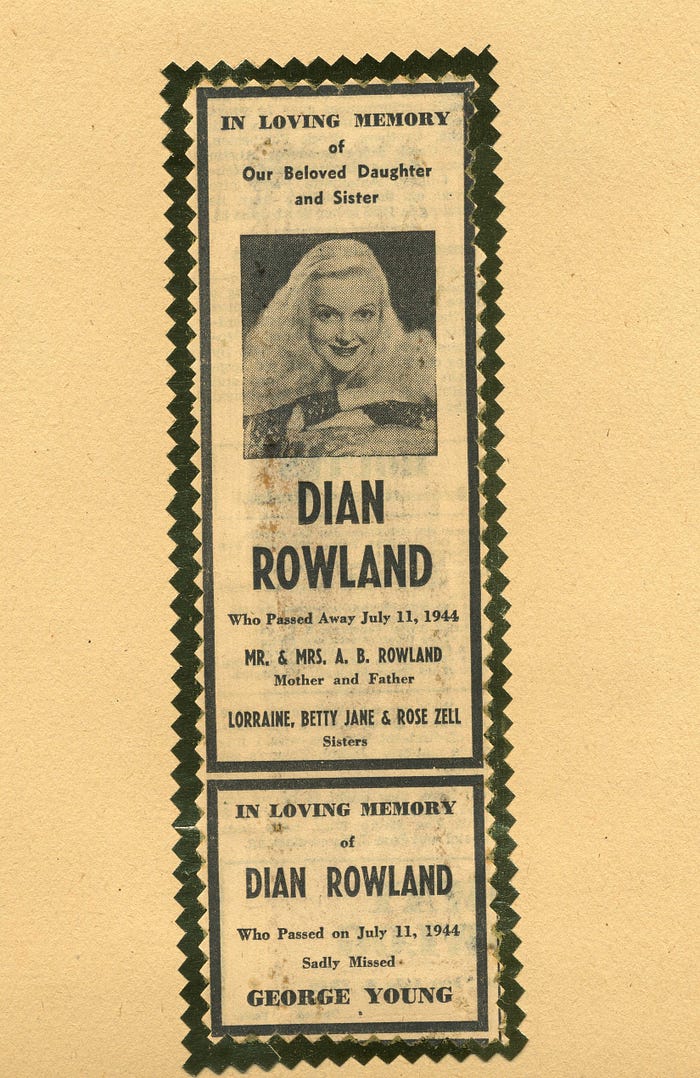 IN LOVING MEMORY
of
Our Beloved Daughter
and Sister
DIAN
ROWLAND
Who Passed Away July 11, 1944
MR. & MRS. A. B. ROWLAND
Mother and Father
LORRAINE, BETTY JANE & ROSE ZELL
Sisters
IN LOVING MEMORY
of
DIAN ROWLAND
Who Passed on July 11, 1944
Sadly Missed
GEORGE YOUNG